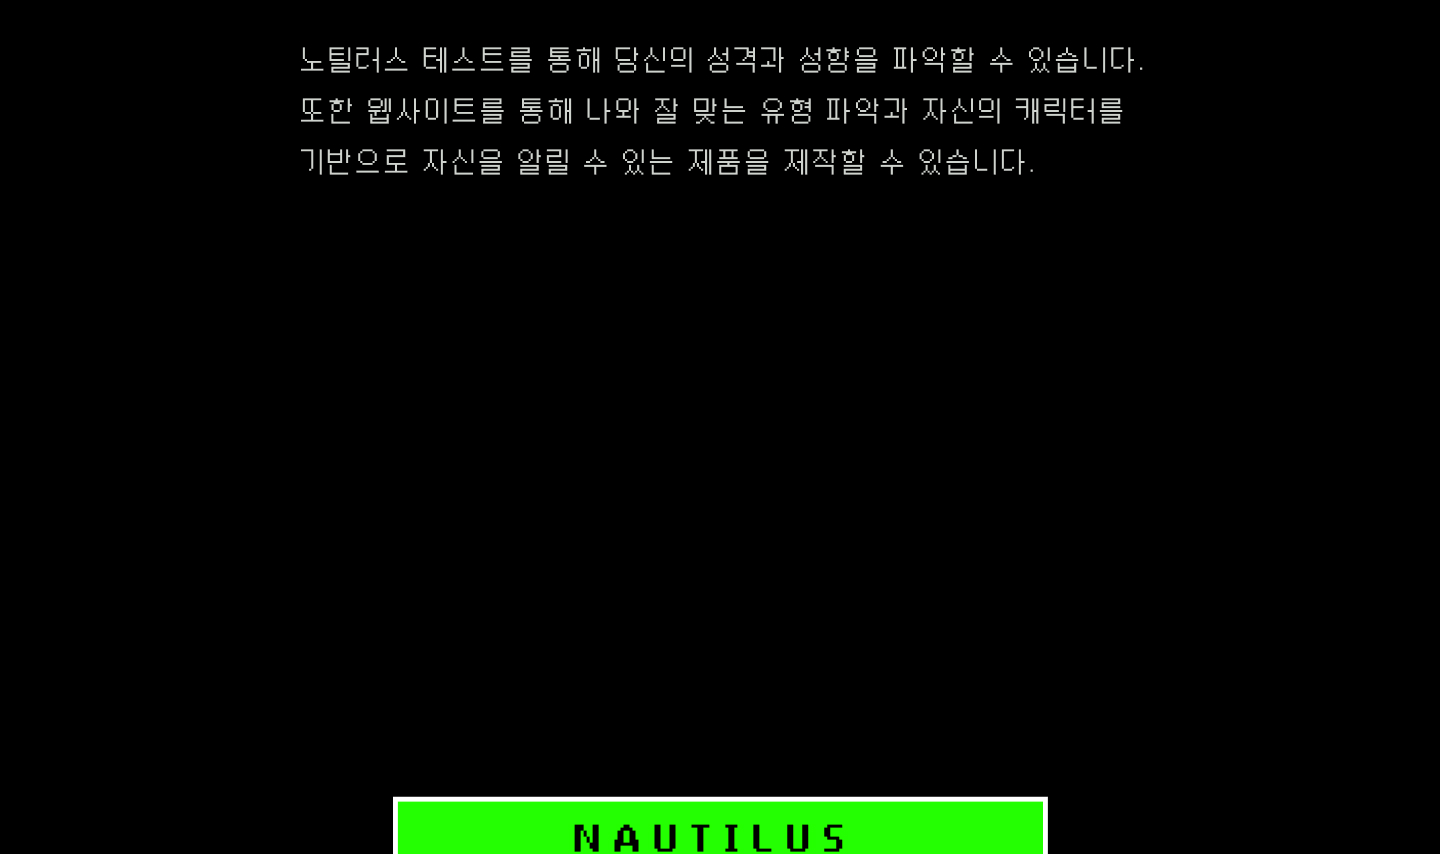 노틸러스 테스트를 통해 당신의 성격과 성향을 파악할 수 있습니다.
또한 웹사이트를 통해 나와 잘 맞는 유형 파악과 자신의 캐릭터를
기반으로 자신을 알릴 수 있는 제품을 제작할 수 있습니다.
NAUTILUS